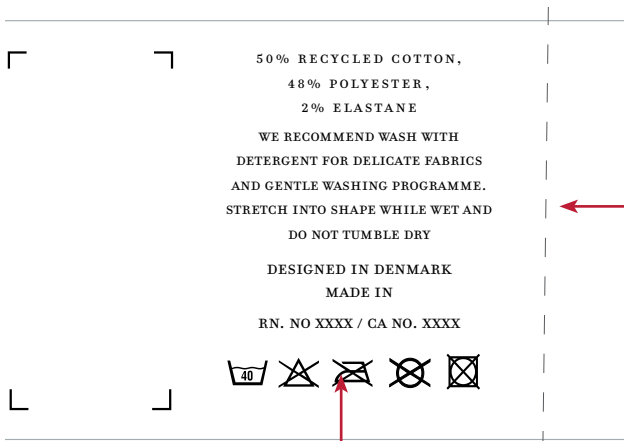 50% RECYCLED COTTON,
48% POLYESTER,
2% ELASTANE
WE RECOMMEND WASH WITH
DETERGENT FOR DELICATE FABRICS
AND GENTLE WASHING PROGRAMME.
STRETCH INTO SHAPE WHILE WET AND
DO NOT TUMBLE DRY
DESIGNED IN DENMARK
MADE IN
RN. NO XXXX / CA NO. XXXX
40